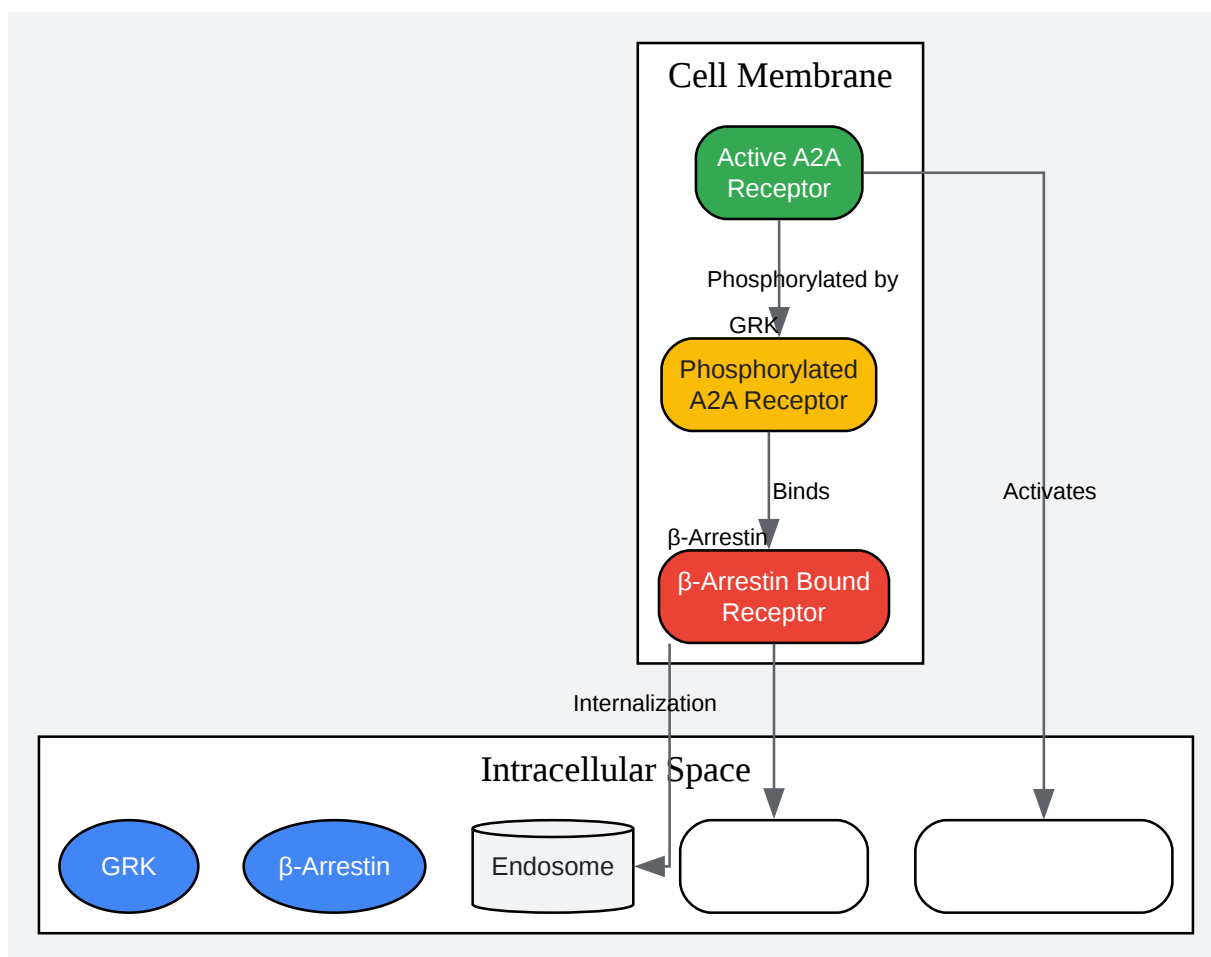 Cell Membrane
Active A2A
Receptor
Phosphorylated by
GRK
Phosphorylated
A2A Receptor
Binds
Activates
β-Arrestin
β-Arrestin Bound
Receptor
Internalization
Intracellular Space
GRK
β-Arrestin
Endosome